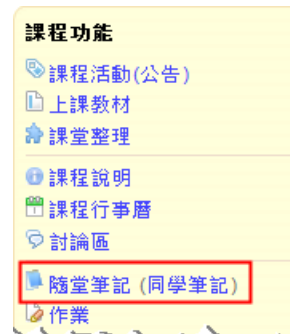 課程功能
課程活動(公告)
上課教材
課堂整理
課程說明
課程行事曆
討論區
隨堂筆記 (同學筆記)
作業